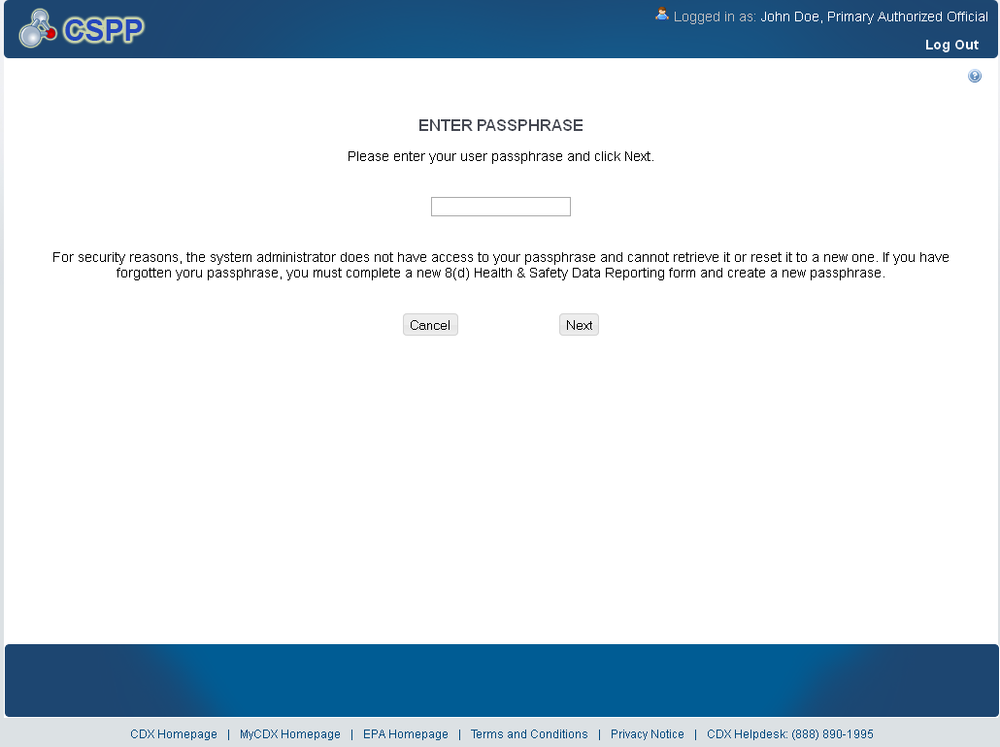 CSPP
Logged in as: John Doe, Primary Authorized Official
Log Out
?
ENTER PASSPHRASE
Please enter your user passphrase and click Next.
For security reasons, the system administrator does not have access to your passphrase and cannot retrieve it or reset it to a new one. If you have
forgotten yoru passphrase, you must complete a new 8(d) Health & Safety Data Reporting form and create a new passphrase.
Cancel Next
CDX Homepage | MyCDX Homepage | EPA Homepage | Terms and Conditions | Privacy Notice | CDX Helpdesk: (888) 890-1995